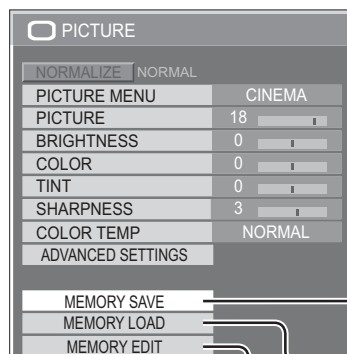 PICTURE
NORMALIZE NORMAL
PICTURE MENU CINEMA
PICTURE 18
BRIGHTNESS 0
COLOR 0
TINT 0
SHARPNESS 3
COLOR TEMP NORMAL
ADVANCED SETTINGS
MEMORY SAVE
MEMORY LOAD
MEMORY EDIT